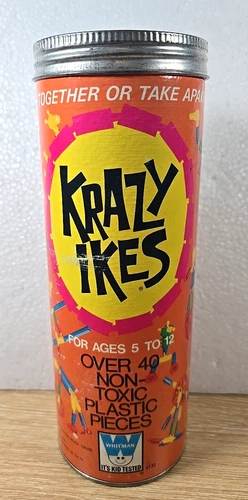 TOGETHER OR TAKE APA
KRAZY
IKES®
FOR AGES 5 TO 12
OVER 40
NON-
TOXIC
PLASTIC
PIECES
W
WHITMAN
IT'S KID TESTED